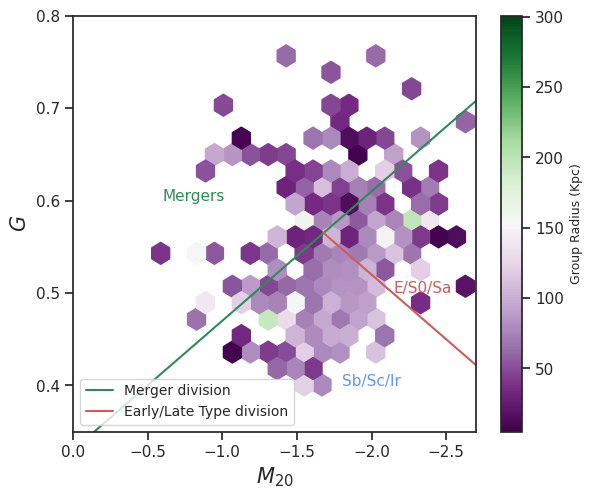 0.8
0.7
0.6
0.5
0.4
G
0.0
−0.5
−1.0
−1.5
−2.0
−2.5
M20
Mergers
E/S0/Sa
Sb/Sc/Ir
Merger division
Early/Late Type division
300
250
200
150
100
50
Group Radius (Kpc)